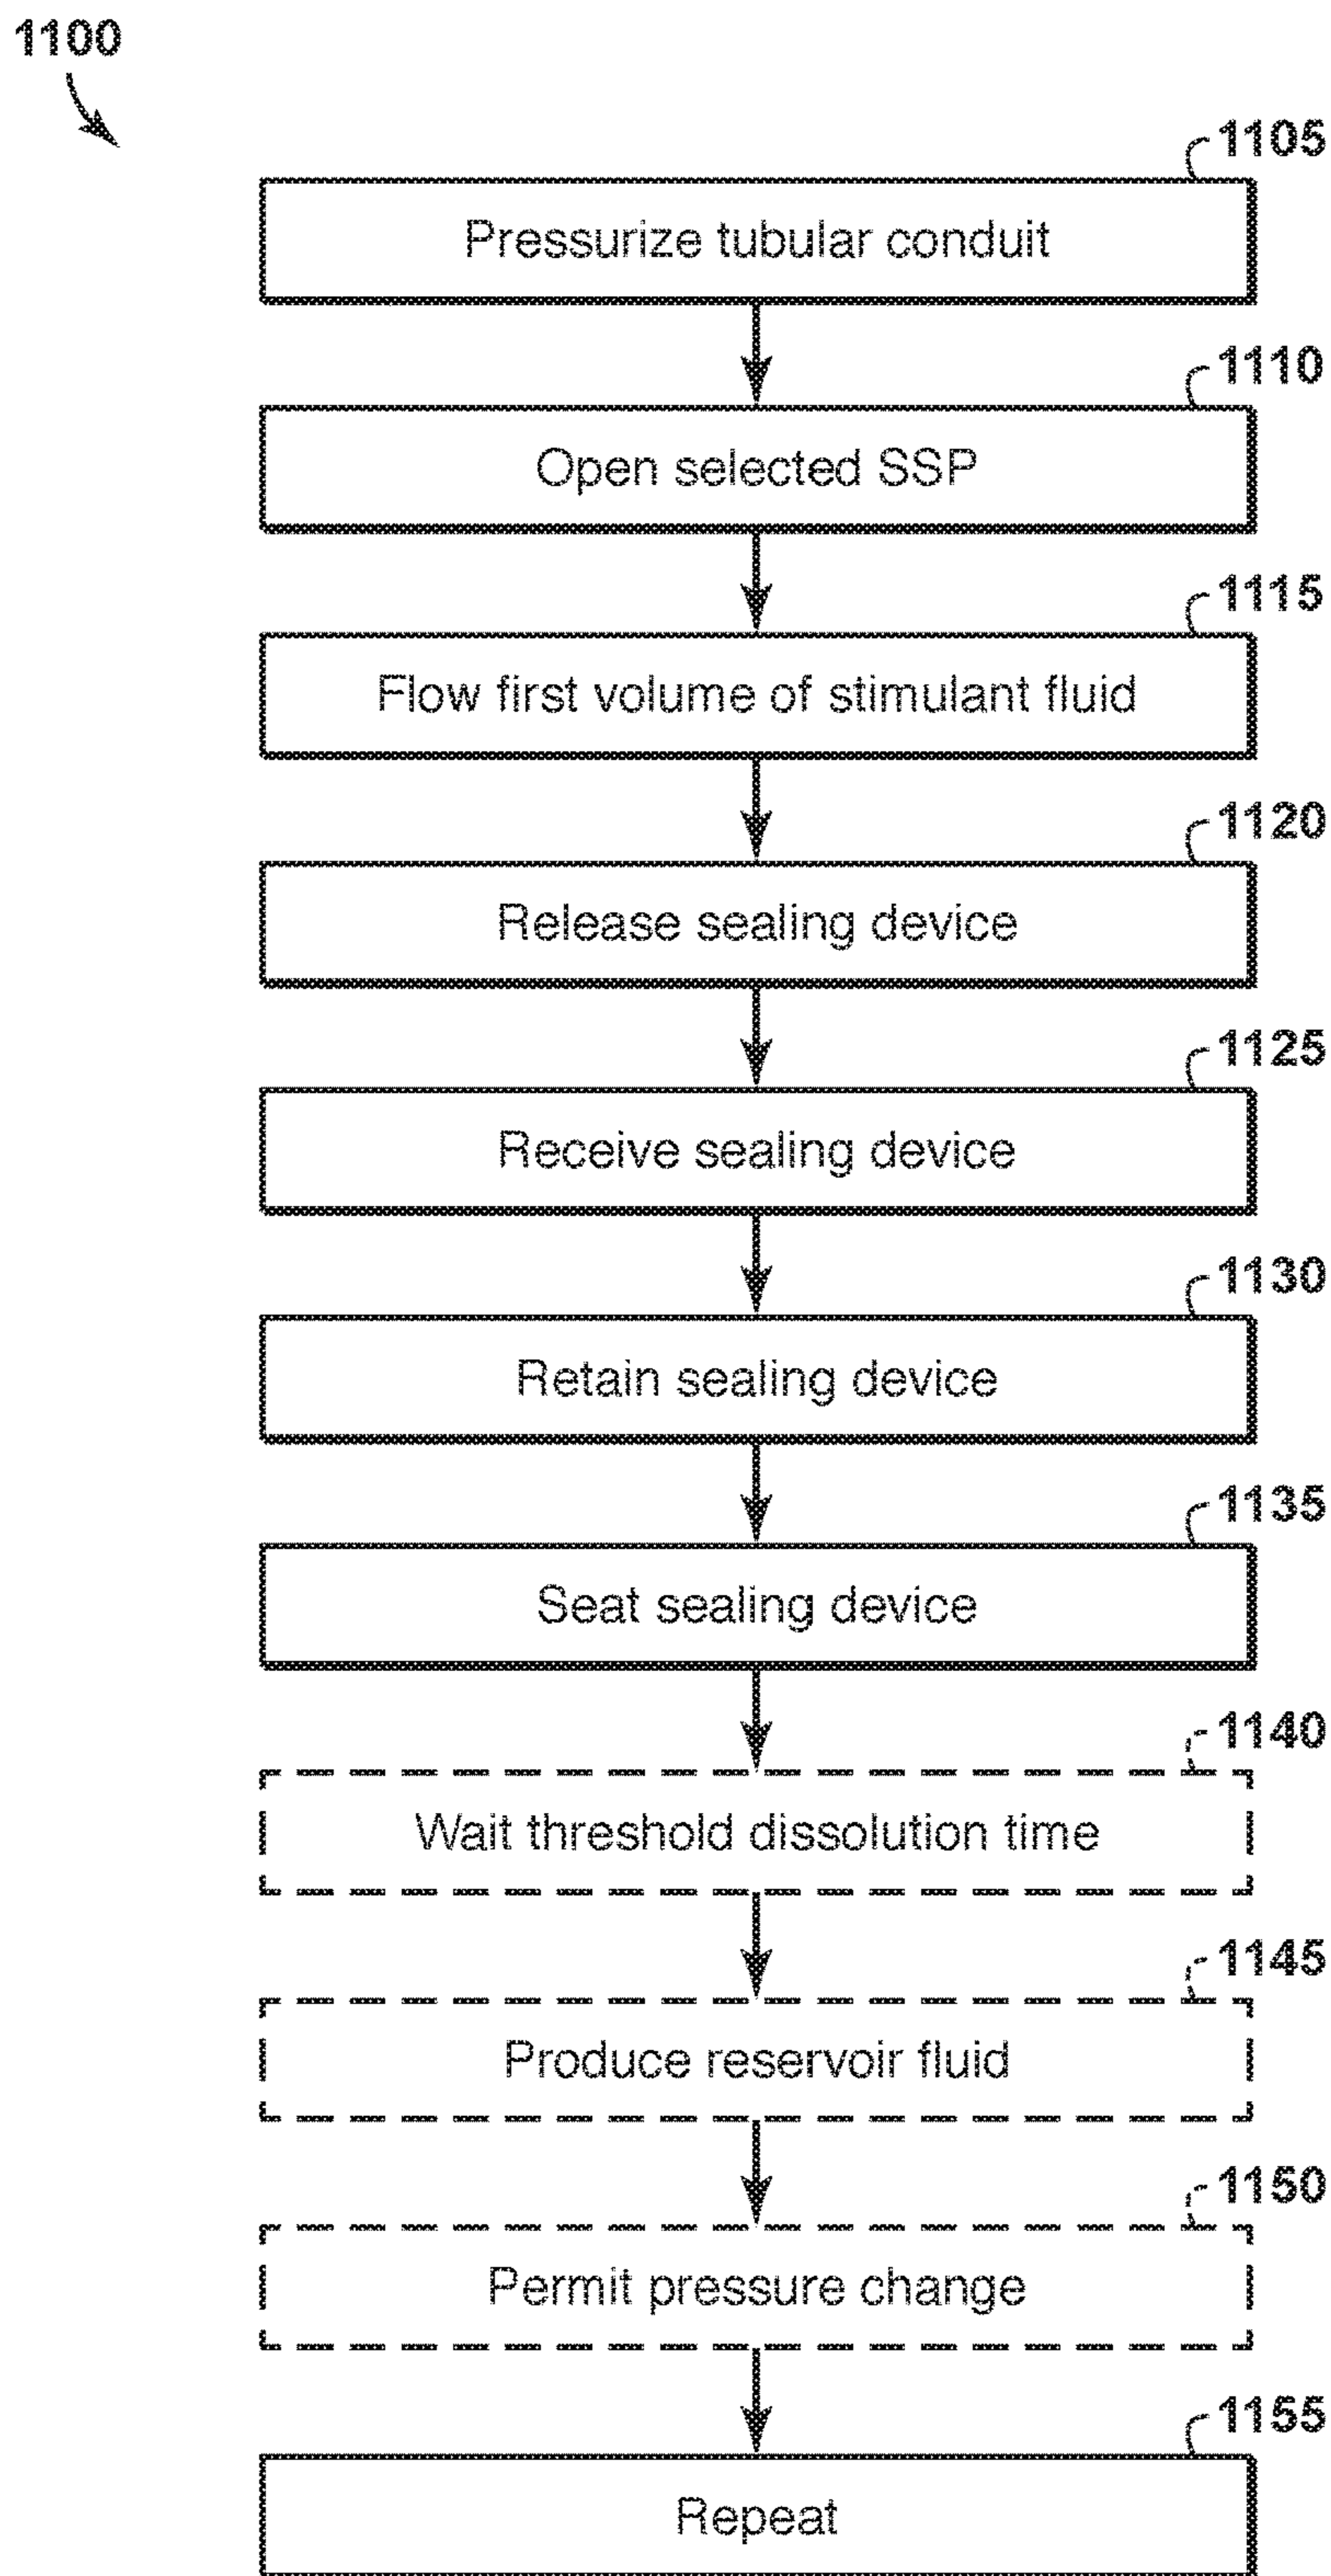 1100
1105
Pressurize tubular conduit
1110
Open selected SSP
1115
Flow first volume of stimulant fluid
1120
Release sealing device
1125
Receive sealing device
1130
Retain sealing device
1135
Seat sealing device
1140
Wait threshold dissolution time
1145
Produce reservoir fluid
1150
Permit pressure change
1155
Repeat